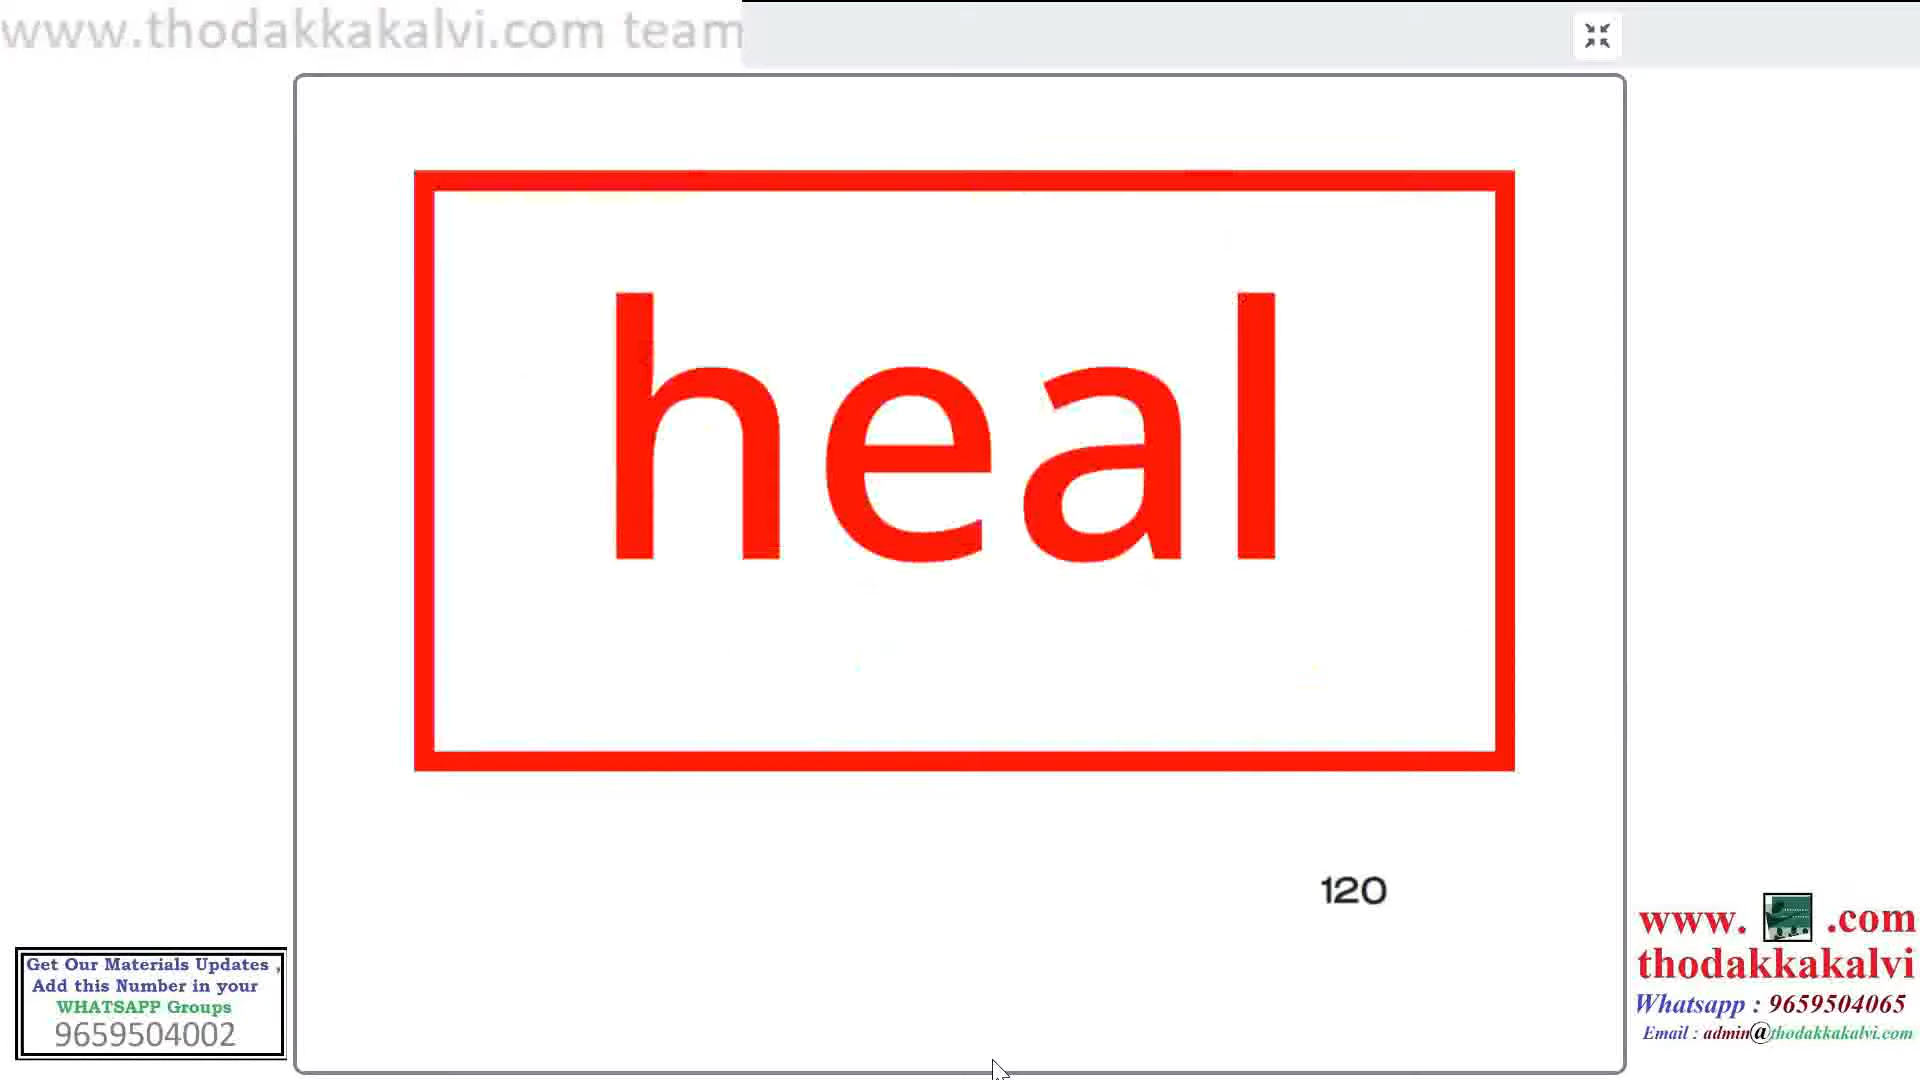 www.thodakkakalvi.com team
heal
120
Get Our Materials Updates ,
Add this Number in your
WHATSAPP Groups
9659504002
www. .com
thodakkakalvi
Whatsapp : 9659504065
Email : admin@thodakkakalvi.com